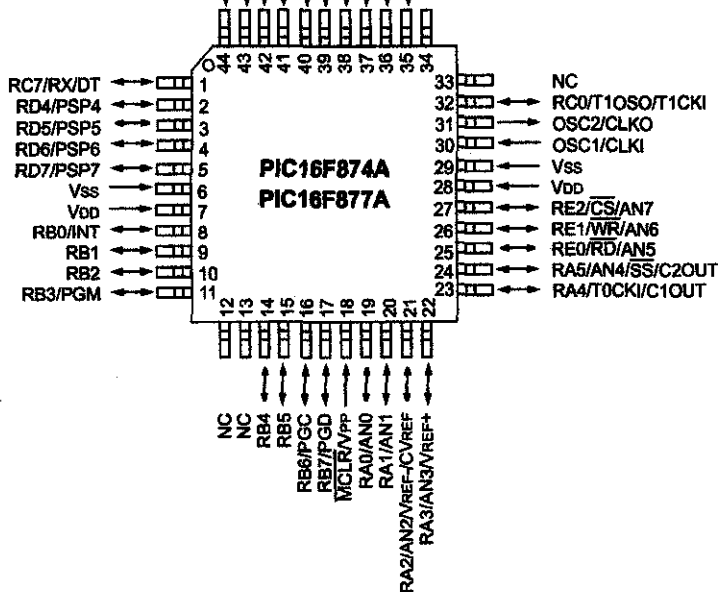 44 43 42 41 40 39 38 37 36 35 34
RC7/RX/DT 1
RD4/PSP4 2
RD5/PSP5 3
RD6/PSP6 4
RD7/PSP7 5
VSS 6
VDD 7
RB0/INT 8
RB1 9
RB2 10
RB3/PGM 11
PIC16F874A
PIC16F877A
33 NC
32 RC0/T1OSO/T1CKI
31 OSC2/CLKO
30 OSC1/CLKI
29 VSS
28 VDD
27 RE2/CS/AN7
26 RE1/WR/AN6
25 RE0/RD/AN5
24 RA5/AN4/SS/C2OUT
23 RA4/T0CKI/C1OUT
12 13 14 15 16 17 18 19 20 21 22
NC
NC
RB4
RB5
RB6/PGC
RB7/PGD
MCLR/VPP
RA0/AN0
RA1/AN1
RA2/AN2/VREF-/CVREF
RA3/AN3/VREF+